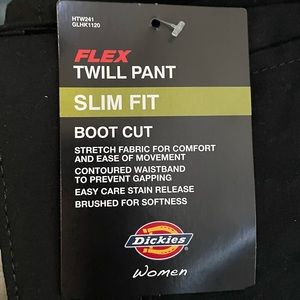 HTW241
GLHK1120
FLEX
TWILL PANT
SLIM FIT
BOOT CUT
STRETCH FABRIC FOR COMFORT
AND EASE OF MOVEMENT
CONTOURED WAISTBAND
TO PREVENT GAPPING
EASY CARE STAIN RELEASE
BRUSHED FOR SOFTNESS
Dickies
Women